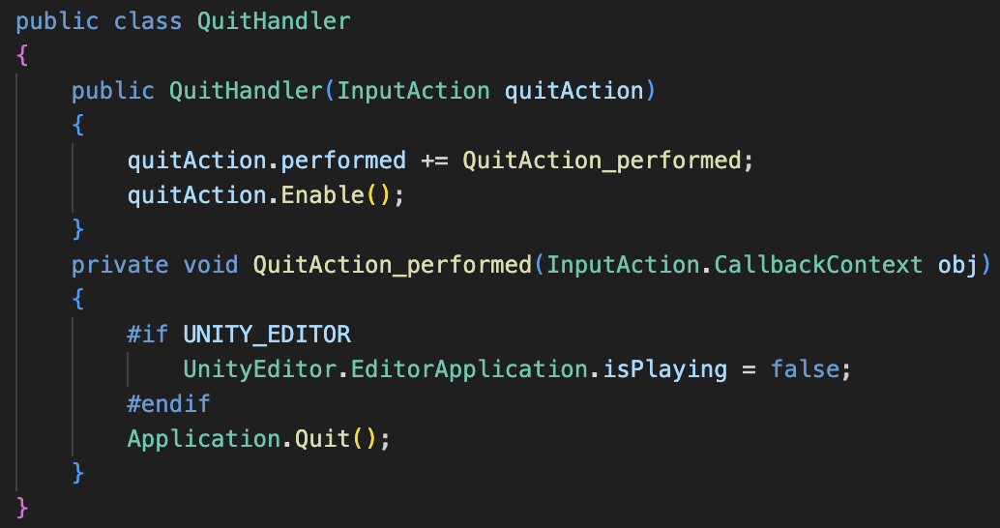 public class QuitHandler
{
    public QuitHandler(InputAction quitAction)
    {
        quitAction.performed += QuitAction_performed;
        quitAction.Enable();
    }
    private void QuitAction_performed(InputAction.CallbackContext obj)
    {
        #if UNITY_EDITOR
            UnityEditor.EditorApplication.isPlaying = false;
        #endif
        Application.Quit();
    }
}